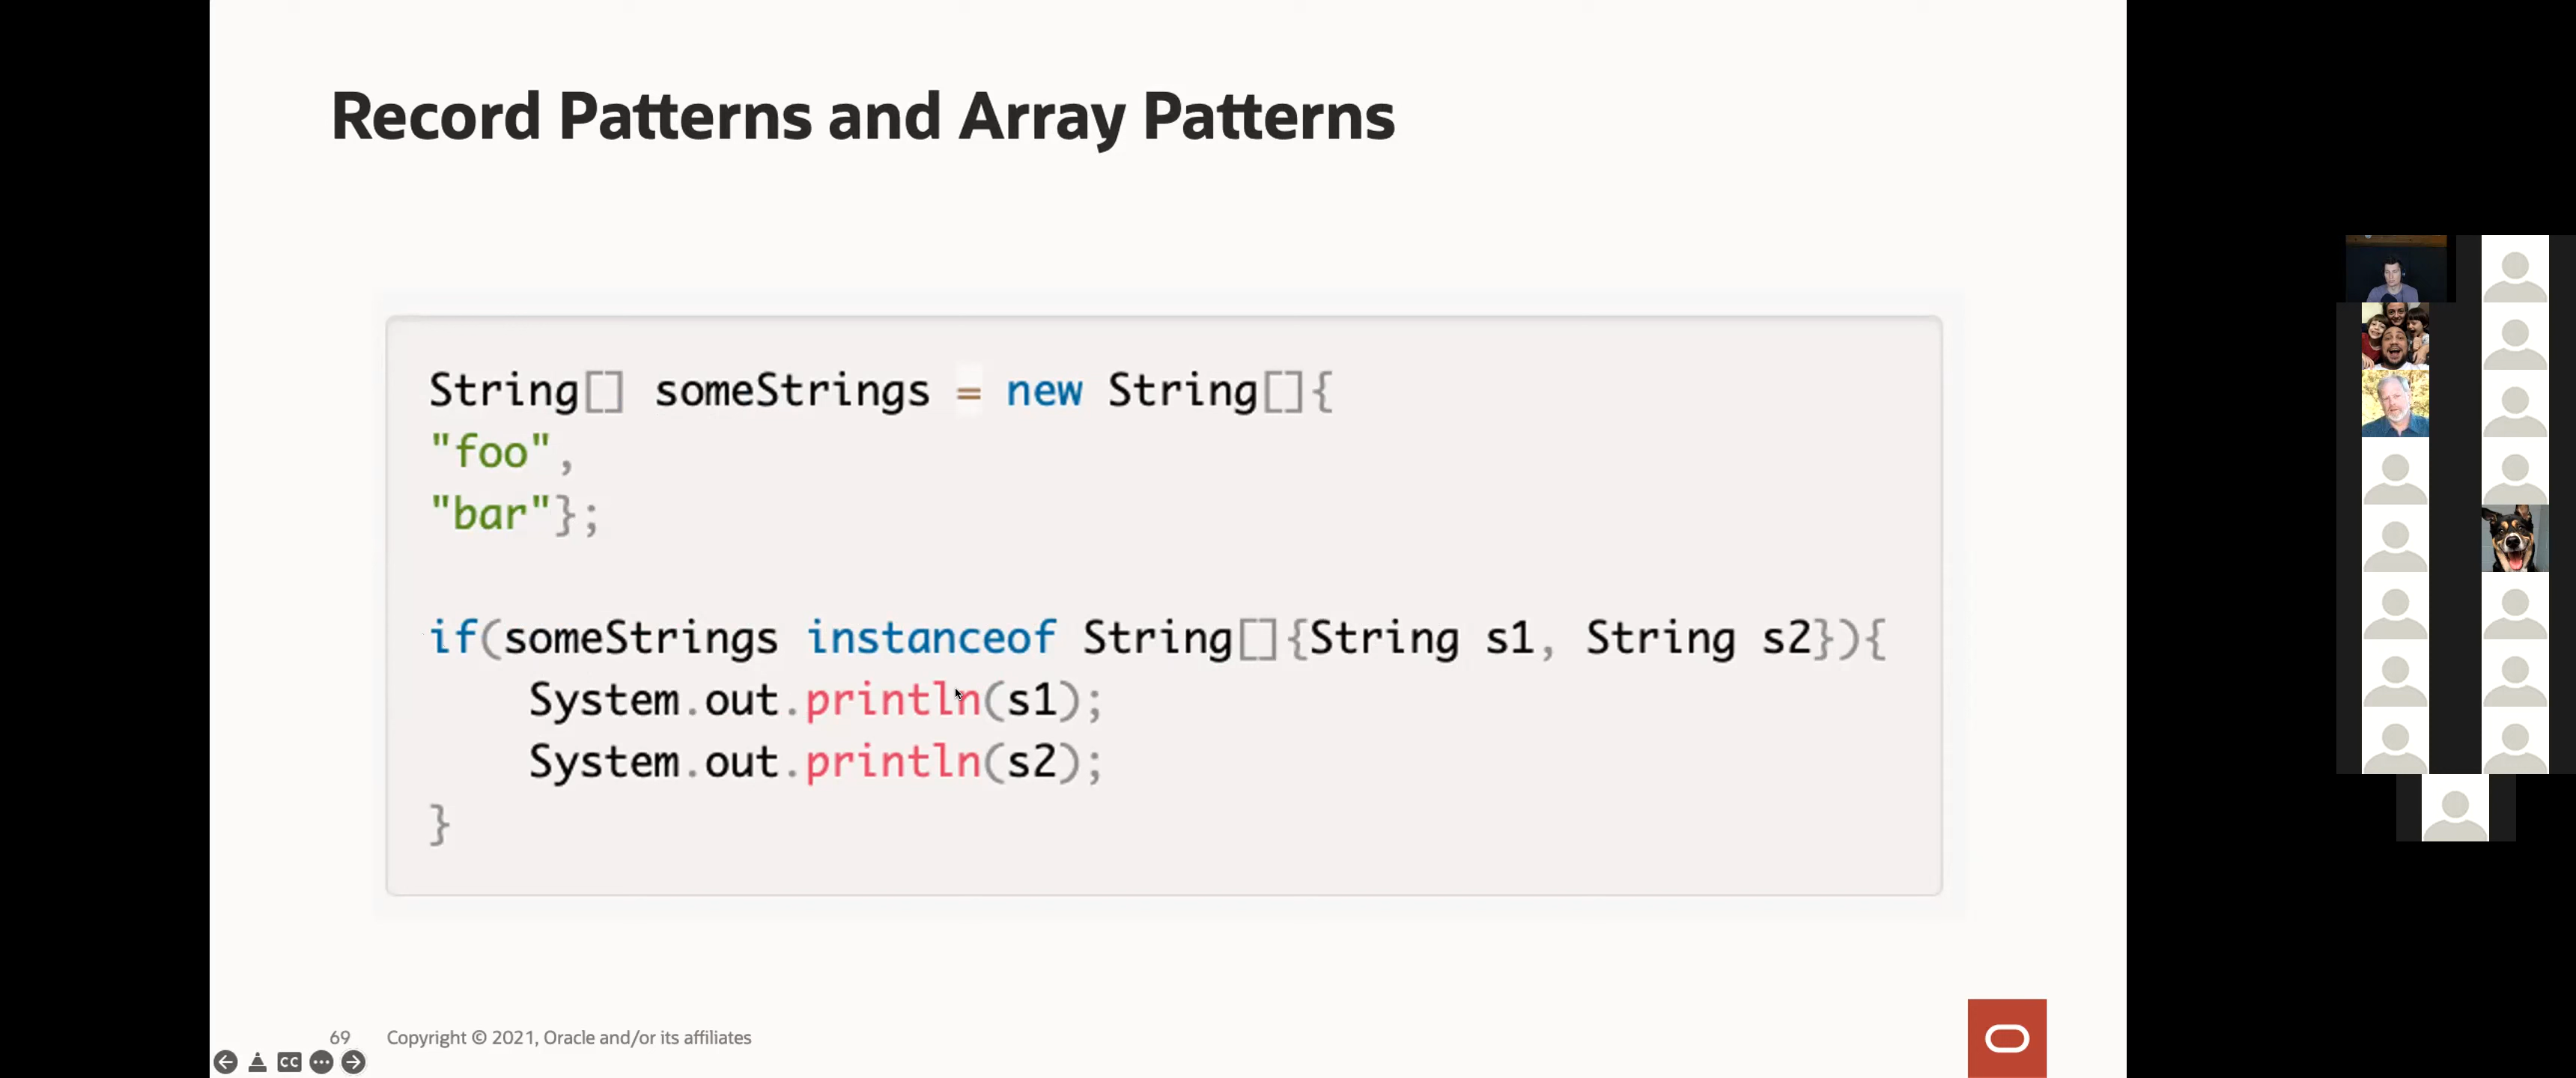 Record Patterns and Array Patterns
String[] someStrings = new String[]{
"foo",
"bar"};
if(someStrings instanceof String[]{String s1, String s2}){
System.out.println(s1);
System.out.println(s2);
}
69 Copyright © 2021, Oracle and/or its affiliates
CC